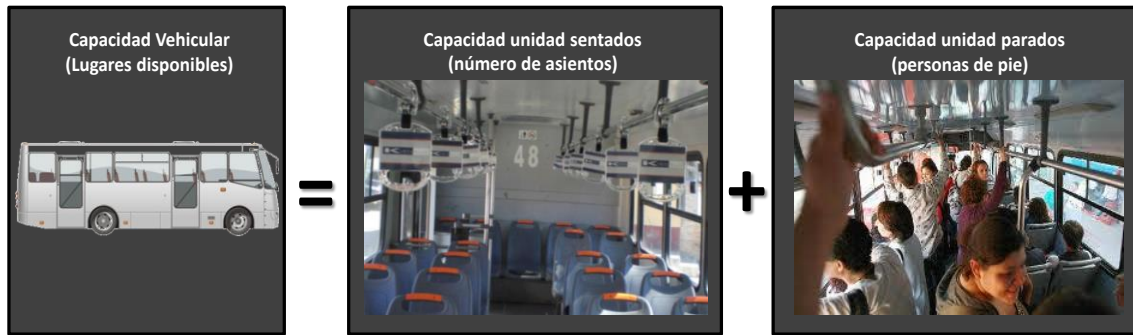 Capacidad Vehicular
(Lugares disponibles)
=
Capacidad unidad sentados
(número de asientos)
48
+
Capacidad unidad parados
(personas de pie)